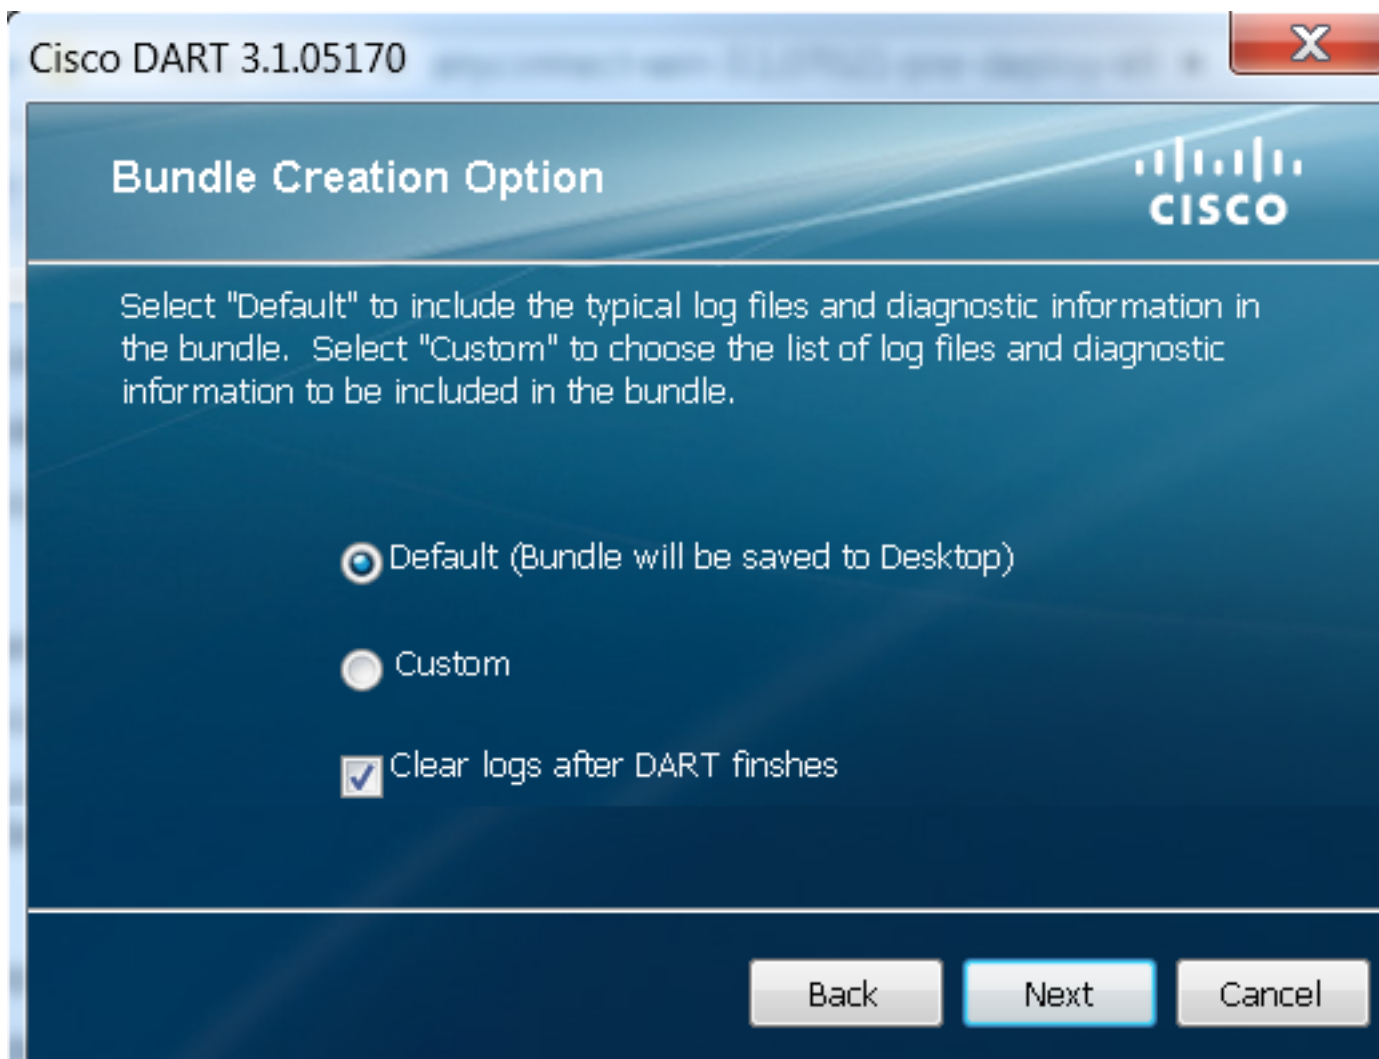 Cisco DART 3.1.05170
Bundle Creation Option
CISCO
Select "Default" to include the typical log files and diagnostic information in
the bundle.  Select "Custom" to choose the list of log files and diagnostic
information to be included in the bundle.
Default (Bundle will be saved to Desktop)
Custom
Clear logs after DART finshes
Back
Next
Cancel